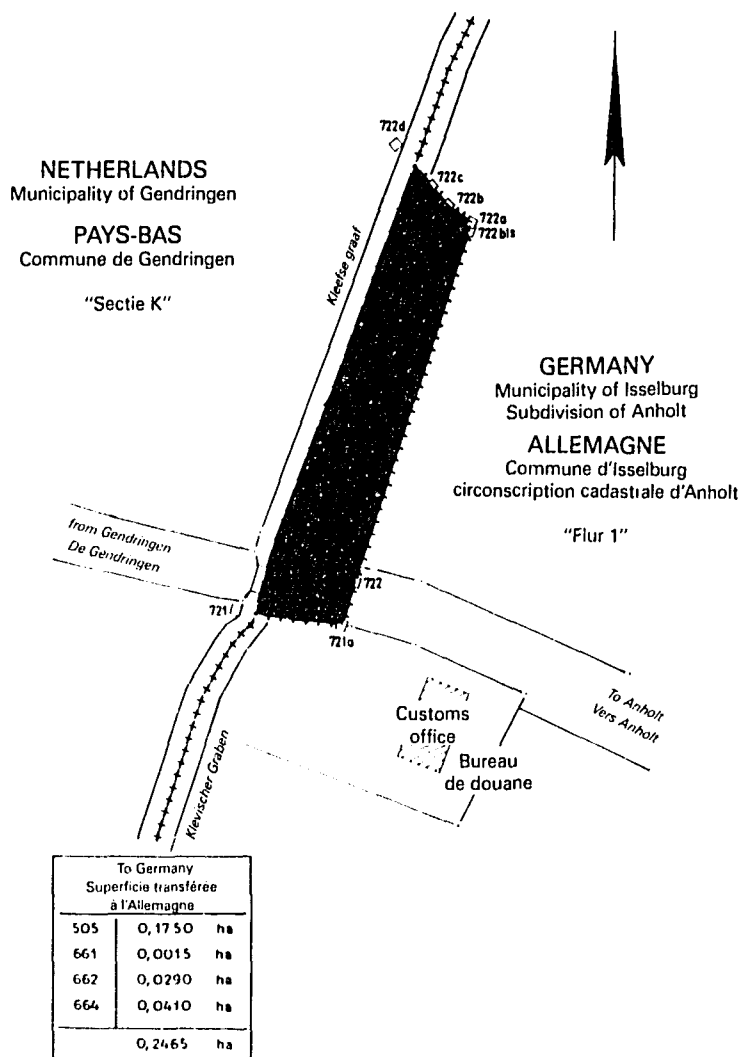 722d
NETHERLANDS
Municipality of Gendringen
PAYS-BAS
Commune de Gendringen
"Sectie K"
722c
722b
722a
722bis
Kleefse graaf
GERMANY
Municipality of Isselburg
Subdivision of Anholt
ALLEMAGNE
Commune d'Isselburg
circonscription cadastrale d'Anholt
"Flur 1"
from Gendringen
De Gendringen
721
722
721a
To Anholt
Vers Anholt
Customs
office
Bureau
de douane
Klevischer Graben
To Germany
Superficie transférée
à l'Allemagne
505 0,1750 ha
661 0,0015 ha
662 0,0290 ha
664 0,0410 ha
0,2465 ha